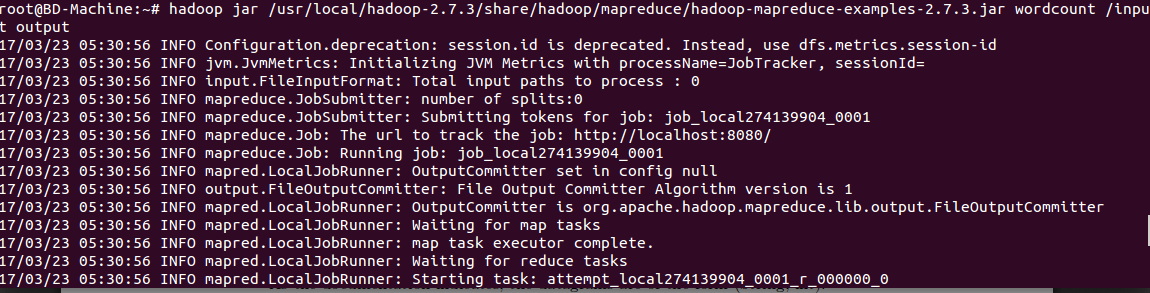 root@BD-Machine:~# hadoop jar /usr/local/hadoop-2.7.3/share/hadoop/mapreduce/hadoop-mapreduce-examples-2.7.3.jar wordcount /inpu
t output
17/03/23 05:30:56 INFO Configuration.deprecation: session.id is deprecated. Instead, use dfs.metrics.session-id
17/03/23 05:30:56 INFO jvm.JvmMetrics: Initializing JVM Metrics with processName=JobTracker, sessionId=
17/03/23 05:30:56 INFO input.FileInputFormat: Total input paths to process : 0
17/03/23 05:30:56 INFO mapreduce.JobSubmitter: number of splits:0
17/03/23 05:30:56 INFO mapreduce.JobSubmitter: Submitting tokens for job: job_local274139904_0001
17/03/23 05:30:56 INFO mapreduce.Job: The url to track the job: http://localhost:8080/
17/03/23 05:30:56 INFO mapreduce.Job: Running job: job_local274139904_0001
17/03/23 05:30:56 INFO mapred.LocalJobRunner: OutputCommitter set in config null
17/03/23 05:30:56 INFO output.FileOutputCommitter: File Output Committer Algorithm version is 1
17/03/23 05:30:56 INFO mapred.LocalJobRunner: OutputCommitter is org.apache.hadoop.mapreduce.lib.output.FileOutputCommitter
17/03/23 05:30:56 INFO mapred.LocalJobRunner: Waiting for map tasks
17/03/23 05:30:56 INFO mapred.LocalJobRunner: map task executor complete.
17/03/23 05:30:56 INFO mapred.LocalJobRunner: Waiting for reduce tasks
17/03/23 05:30:56 INFO mapred.LocalJobRunner: Starting task: attempt_local274139904_0001_r_000000_0